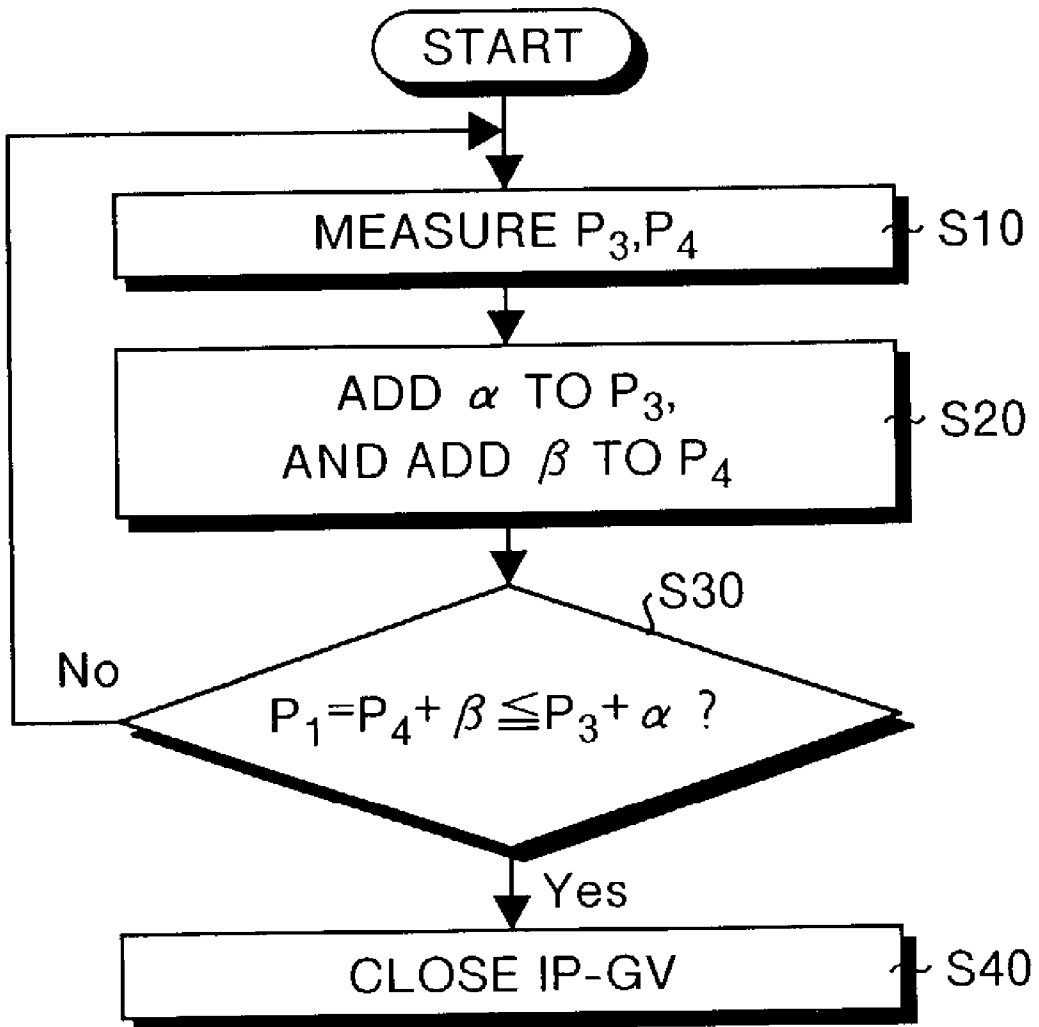 START
MEASURE P₃,P₄
S10
ADD α TO P₃,
AND ADD β TO P₄
S20
S30
No
P₁=P₄+ β ≦P₃+ α ?
Yes
CLOSE IP-GV
S40